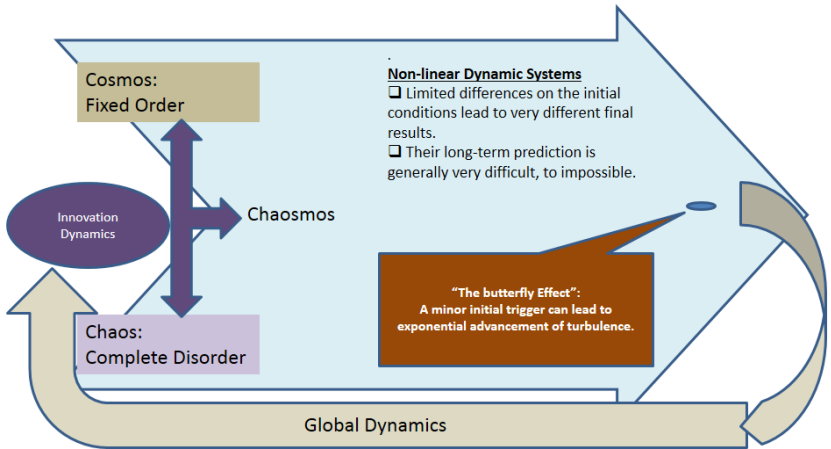 Cosmos:
Fixed Order
.
Non-linear Dynamic Systems
❑ Limited differences on the initial
conditions lead to very different final
results.
❑ Their long-term prediction is
generally very difficult, to impossible.
Innovation
Dynamics
Chaosmos
“The butterfly Effect”:
A minor initial trigger can lead to
exponential advancement of turbulence.
Chaos:
Complete Disorder
Global Dynamics